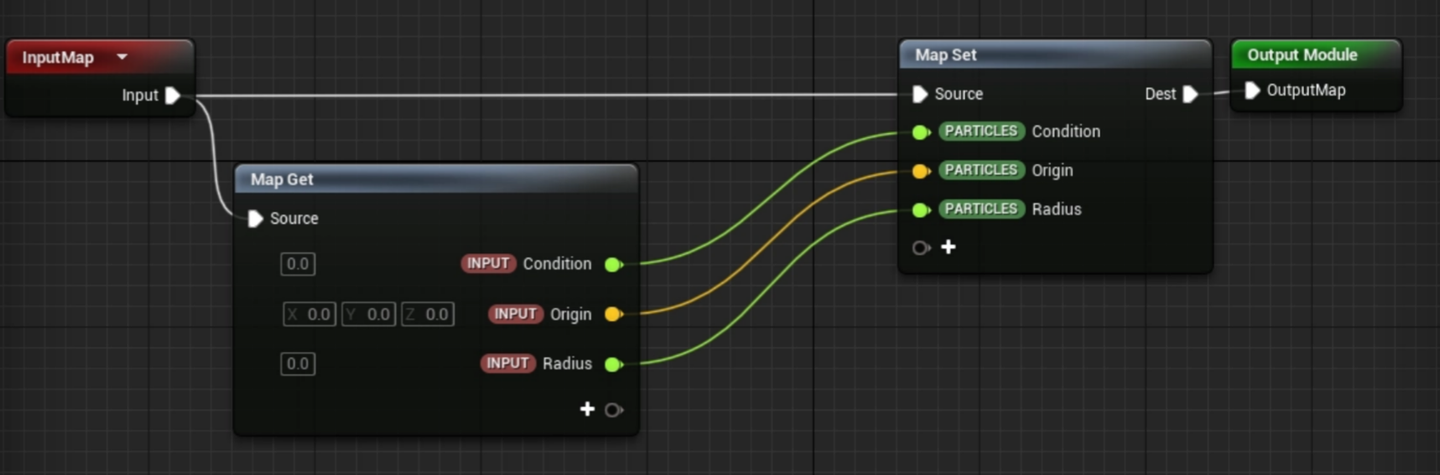 InputMap
Input
Map Get
Source
0.0 INPUT Condition
X 0.0 Y 0.0 Z 0.0 INPUT Origin
0.0 INPUT Radius
+
Map Set
Source Dest
PARTICLES Condition
PARTICLES Origin
PARTICLES Radius
+
Output Module
OutputMap